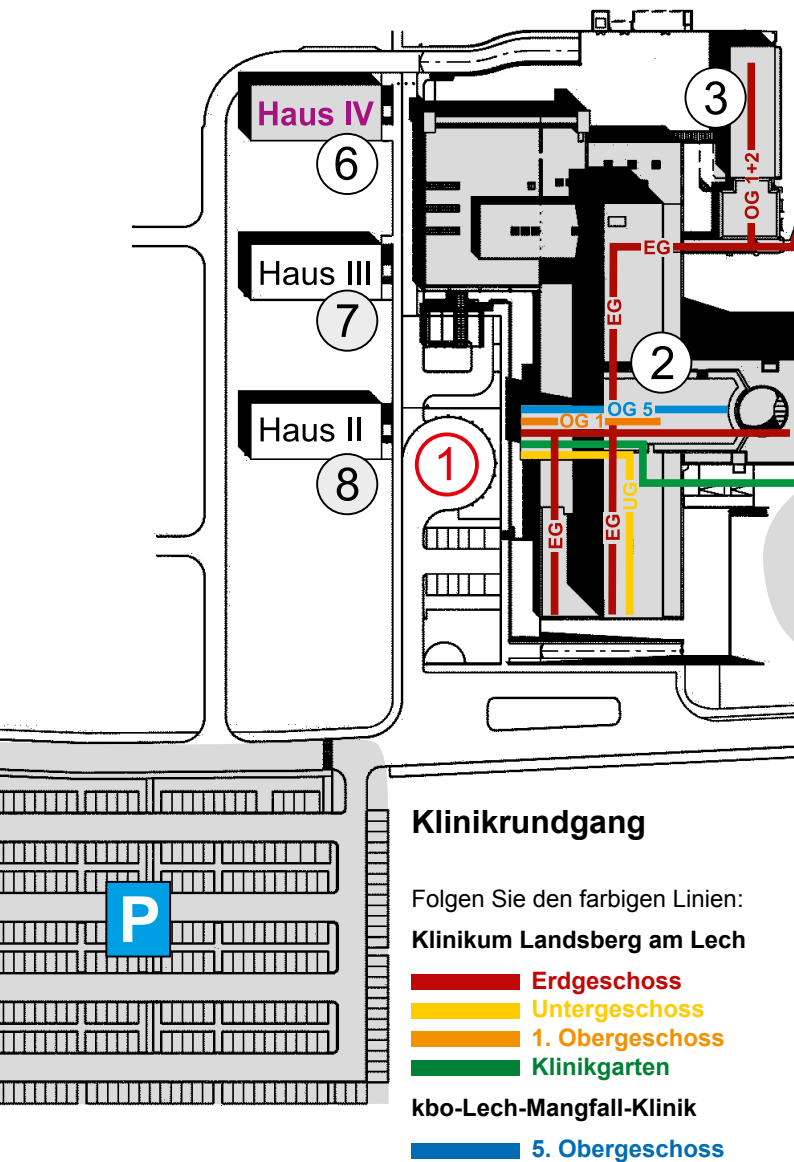 3
Haus IV
6
OG 1+2
EG
Haus III
7
EG
2
OG 5
OG 1
Haus II
1
8
UG
EG
EG
P
Klinikrundgang
Folgen Sie den farbigen Linien:
Klinikum Landsberg am Lech
Erdgeschoss
Untergeschoss
1. Obergeschoss
Klinikgarten
kbo-Lech-Mangfall-Klinik
5. Obergeschoss